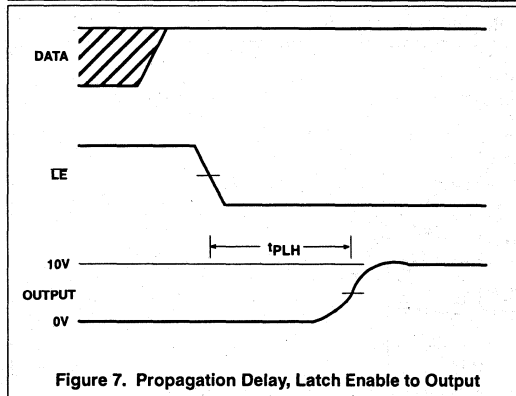 DATA
LE
tPLH
10V
OUTPUT
0V
Figure 7. Propagation Delay, Latch Enable to Output